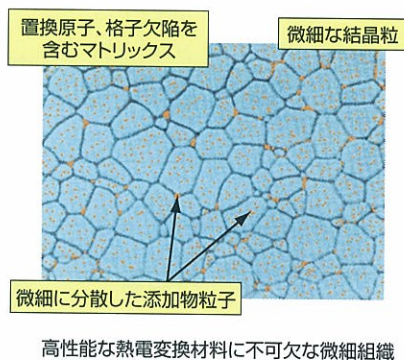 置換原子、格子欠陥を
含むマトリックス
微細な結晶粒
微細に分散した添加物粒子
高性能な熱電変換材料に不可欠な微細組織